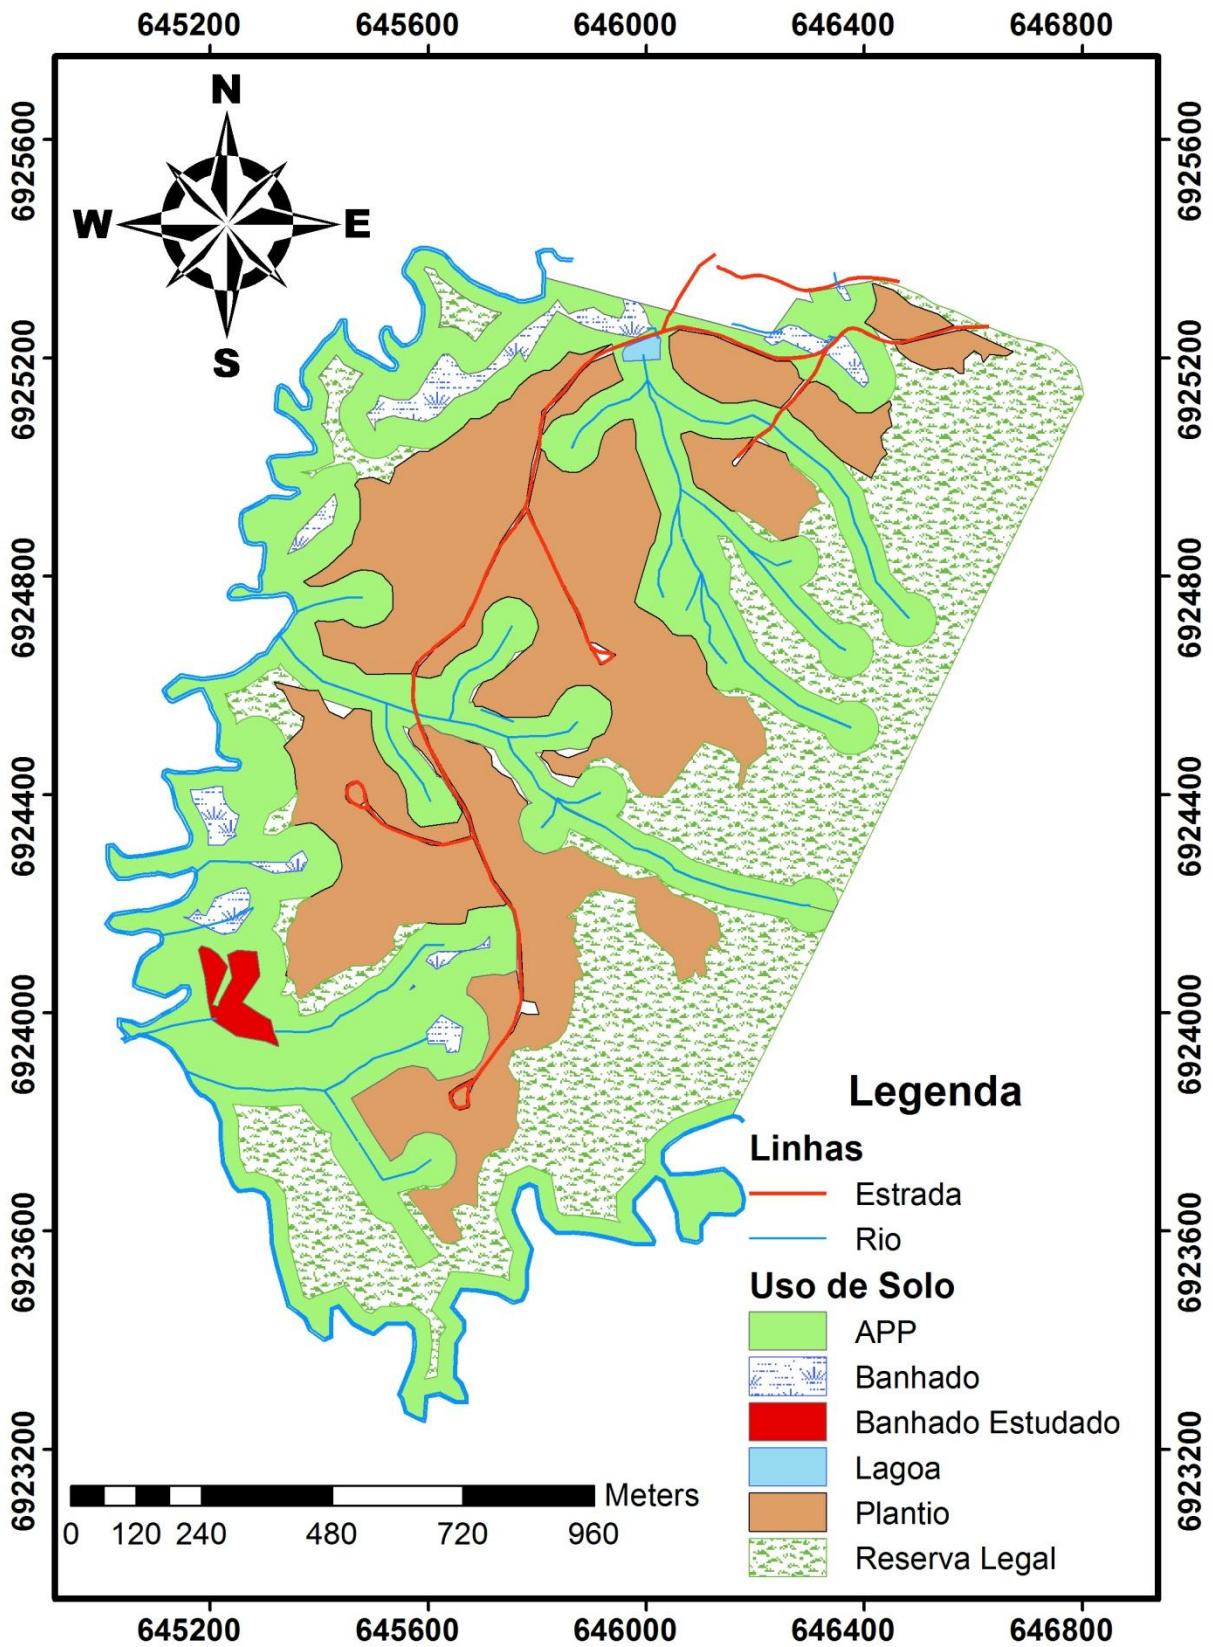 645200 645600 646000 646400 646800
N
W E
S
6925600 6925600
6925200 6925200
6924800 6924800
6924400 6924400
6924000 6924000
Legenda
Linhas
Estrada
6923600 Rio 6923600
Uso de Solo
APP
Banhado
Banhado Estudado
6923200 Lagoa 6923200
Meters
0 120 240 480 720 960
Plantio
Reserva Legal
645200 645600 646000 646400 646800